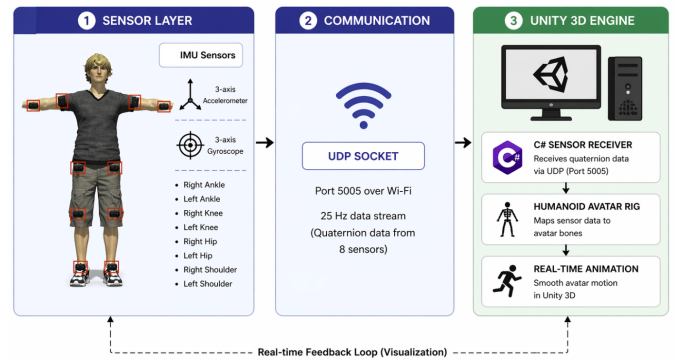 1 SENSOR LAYER
IMU Sensors
3-axis
Accelerometer
3-axis
Gyroscope
• Right Ankle
• Left Ankle
• Right Knee
• Left Knee
• Right Hip
• Left Hip
• Right Shoulder
• Left Shoulder
2 COMMUNICATION
UDP SOCKET
Port 5005 over Wi-Fi
25 Hz data stream
(Quaternion data from
8 sensors)
3 UNITY 3D ENGINE
C#
C# SENSOR RECEIVER
Receives quaternion data
via UDP (Port 5005)
HUMANOID AVATAR RIG
Maps sensor data to
avatar bones
REAL-TIME ANIMATION
Smooth avatar motion
in Unity 3D
Real-time Feedback Loop (Visualization)